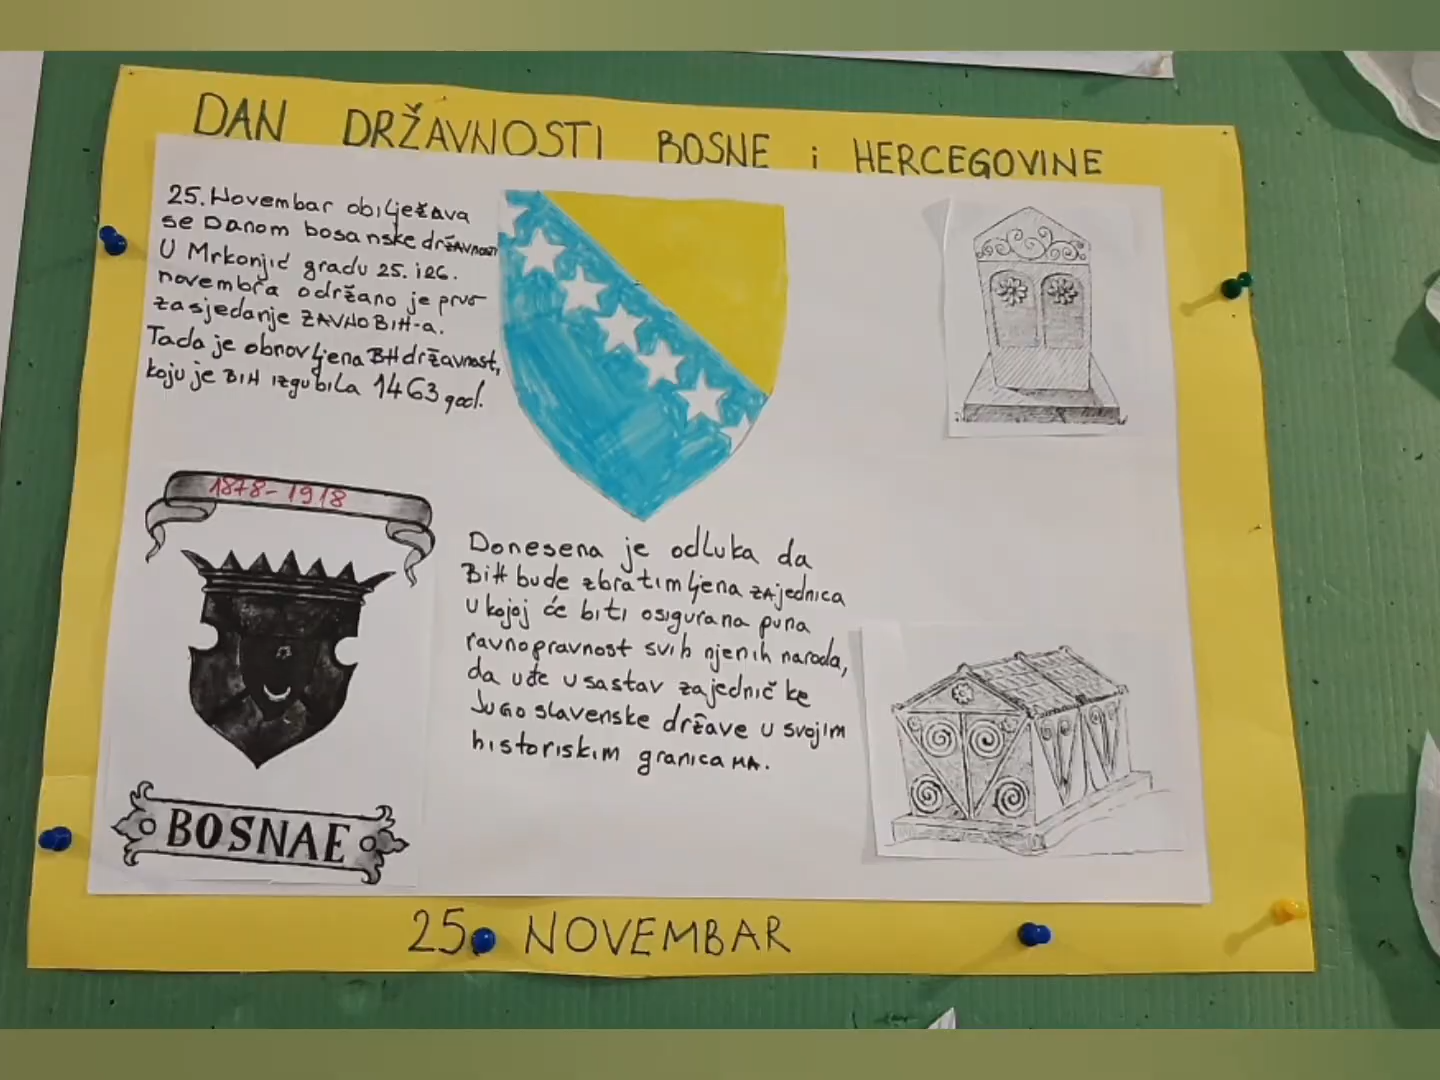 DAN DRŽAVNOSTI BOSNE i HERCEGOVINE
25. Novembar obilježava
se Danom bosanske državnosti
U Mrkonjić gradu 25. i 26.
novembra održano je prvo
zasjedanje ZAVNOBIH-a.
Tada je obnovljena BH državnost,
koju je BIH izgubila 1463 god.
1878-1918
BOSNAE
Donesena je odluka da
BiH bude zbratimljena zajednica
u kojoj će biti osigurana puna
ravnopravnost svih njenih naroda,
da uđe u sastav zajedničke
Jugoslavenske države u svojim
historiskim granicama.
25. NOVEMBAR